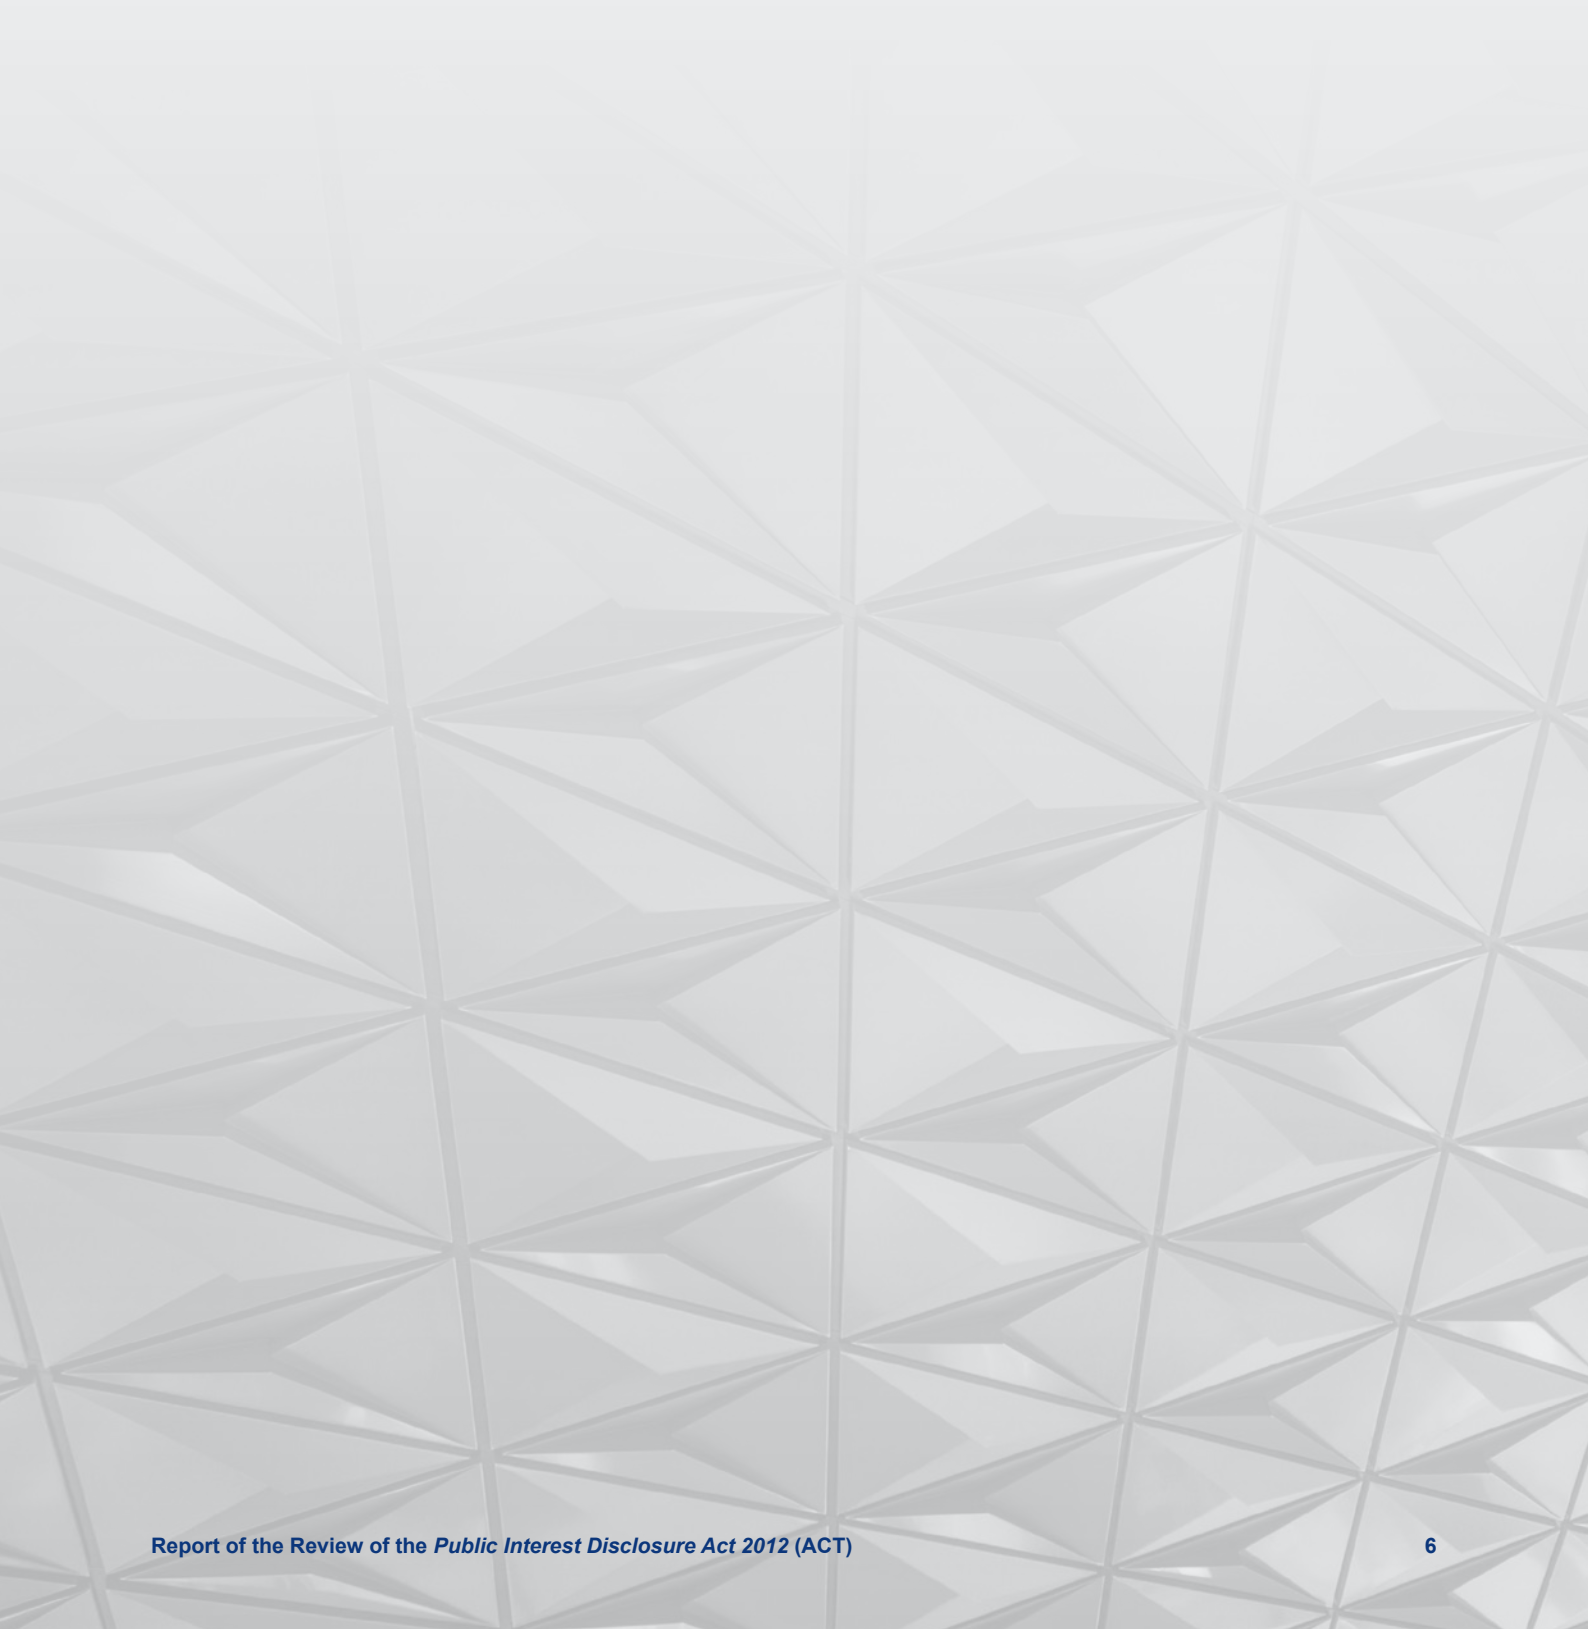 Report of the Review of the Public Interest Disclosure Act 2012 (ACT) 6